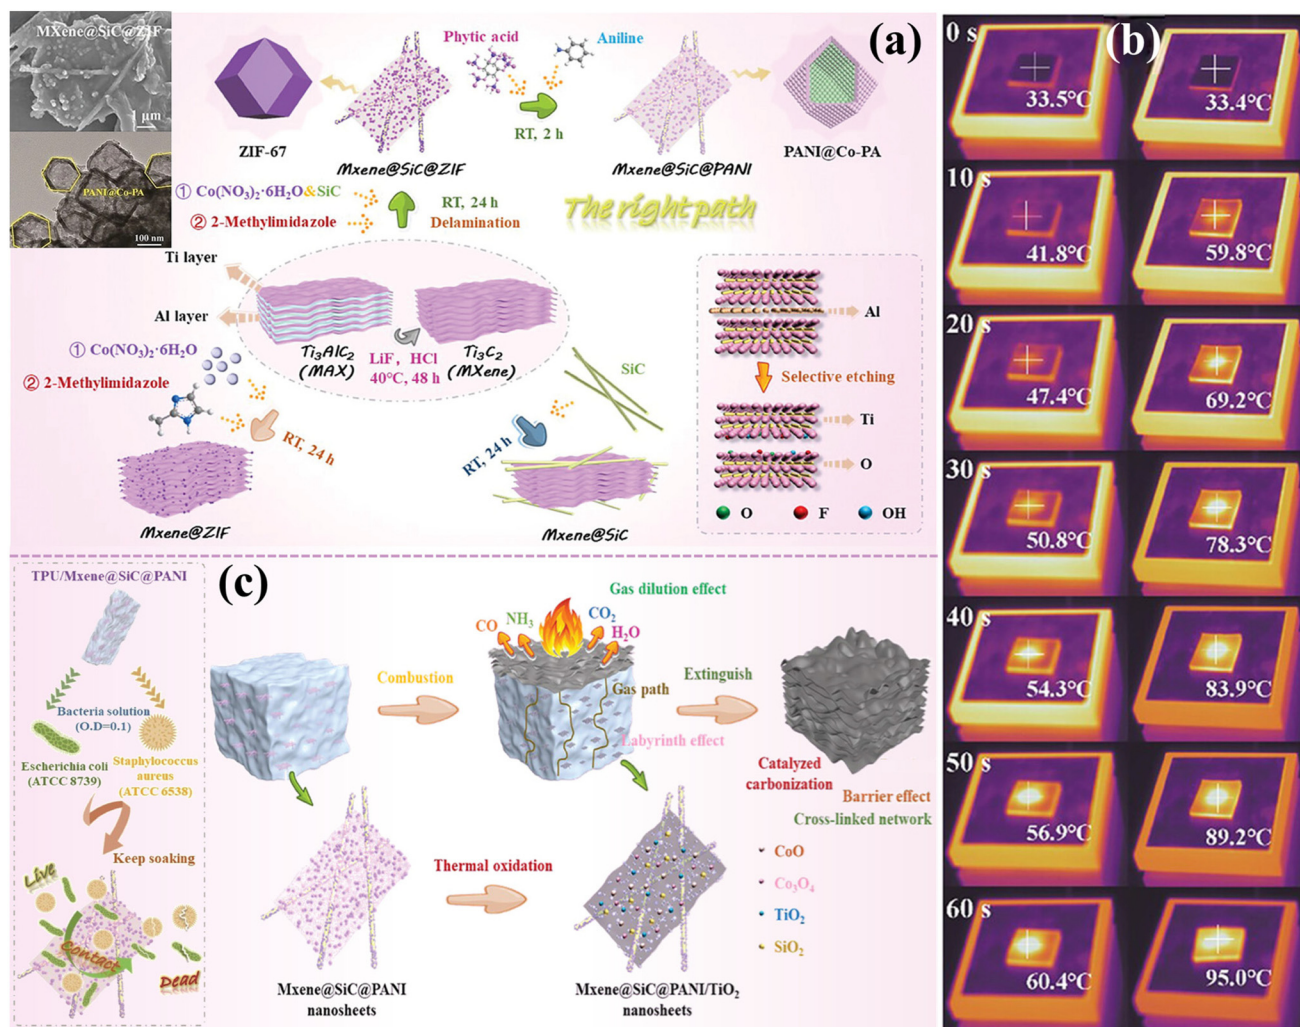 (a)
MXene@SiC@ZIF
1 μm
PANI@Co-PA
100 nm
ZIF-67
Mxene@SiC@ZIF
Phytic acid
Aniline
RT, 2 h
Mxene@SiC@PANI
PANI@Co-PA
① Co(NO₃)₂·6H₂O&SiC
② 2-Methylimidazole
RT, 24 h
Delamination
The right path
Ti layer
Al layer
Ti₃AlC₂
(MAX)
LiF, HCl
40°C, 48 h
Ti₃C₂
(MXene)
① Co(NO₃)₂·6H₂O
② 2-Methylimidazole
RT, 24 h
Mxene@ZIF
SiC
RT, 24 h
Mxene@SiC
Al
Selective etching
Ti
O
O
F
OH
(b)
0 s
33.5°C
33.4°C
10 s
41.8°C
59.8°C
20 s
47.4°C
69.2°C
30 s
50.8°C
78.3°C
40 s
54.3°C
83.9°C
50 s
56.9°C
89.2°C
60 s
60.4°C
95.0°C
(c)
TPU/Mxene@SiC@PANI
Bacteria solution
(O.D=0.1)
Escherichia coli
(ATCC 8739)
Staphylococcus
aureus
(ATCC 6538)
Keep soaking
Live
Contact
Dead
Combustion
Gas dilution effect
CO
NH₃
CO₂
H₂O
Gas path
Labyrinth effect
Extinguish
Catalyzed
carbonization
Barrier effect
Cross-linked network
Thermal oxidation
CoO
Co₃O₄
TiO₂
SiO₂
Mxene@SiC@PANI
nanosheets
Mxene@SiC@PANI/TiO₂
nanosheets